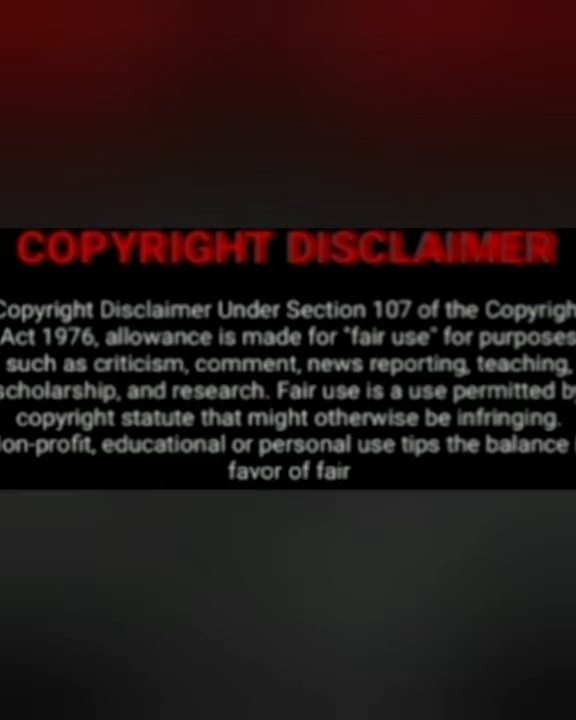 COPYRIGHT DISCLAIMER
Copyright Disclaimer Under Section 107 of the Copyrigh
Act 1976, allowance is made for "fair use" for purposes
such as criticism, comment, news reporting, teaching,
scholarship, and research. Fair use is a use permitted by
copyright statute that might otherwise be infringing.
on-profit, educational or personal use tips the balance
favor of fair